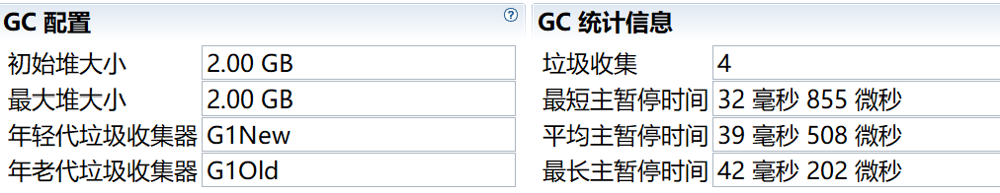 GC 配置
初始堆大小 2.00 GB
最大堆大小 2.00 GB
年轻代垃圾收集器 G1New
年老代垃圾收集器 G1Old
GC 统计信息
垃圾收集 4
最短主暂停时间 32 毫秒 855 微秒
平均主暂停时间 39 毫秒 508 微秒
最长主暂停时间 42 毫秒 202 微秒